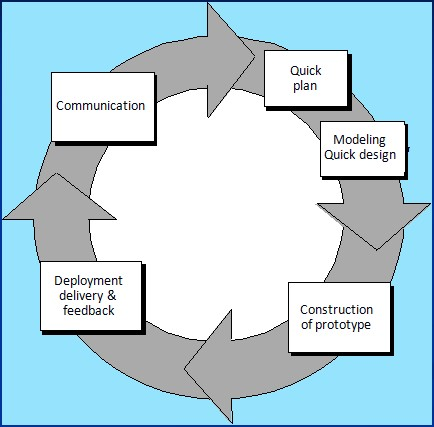 Communication
Quick
plan
Modeling
Quick design
Construction
of prototype
Deployment
delivery &
feedback